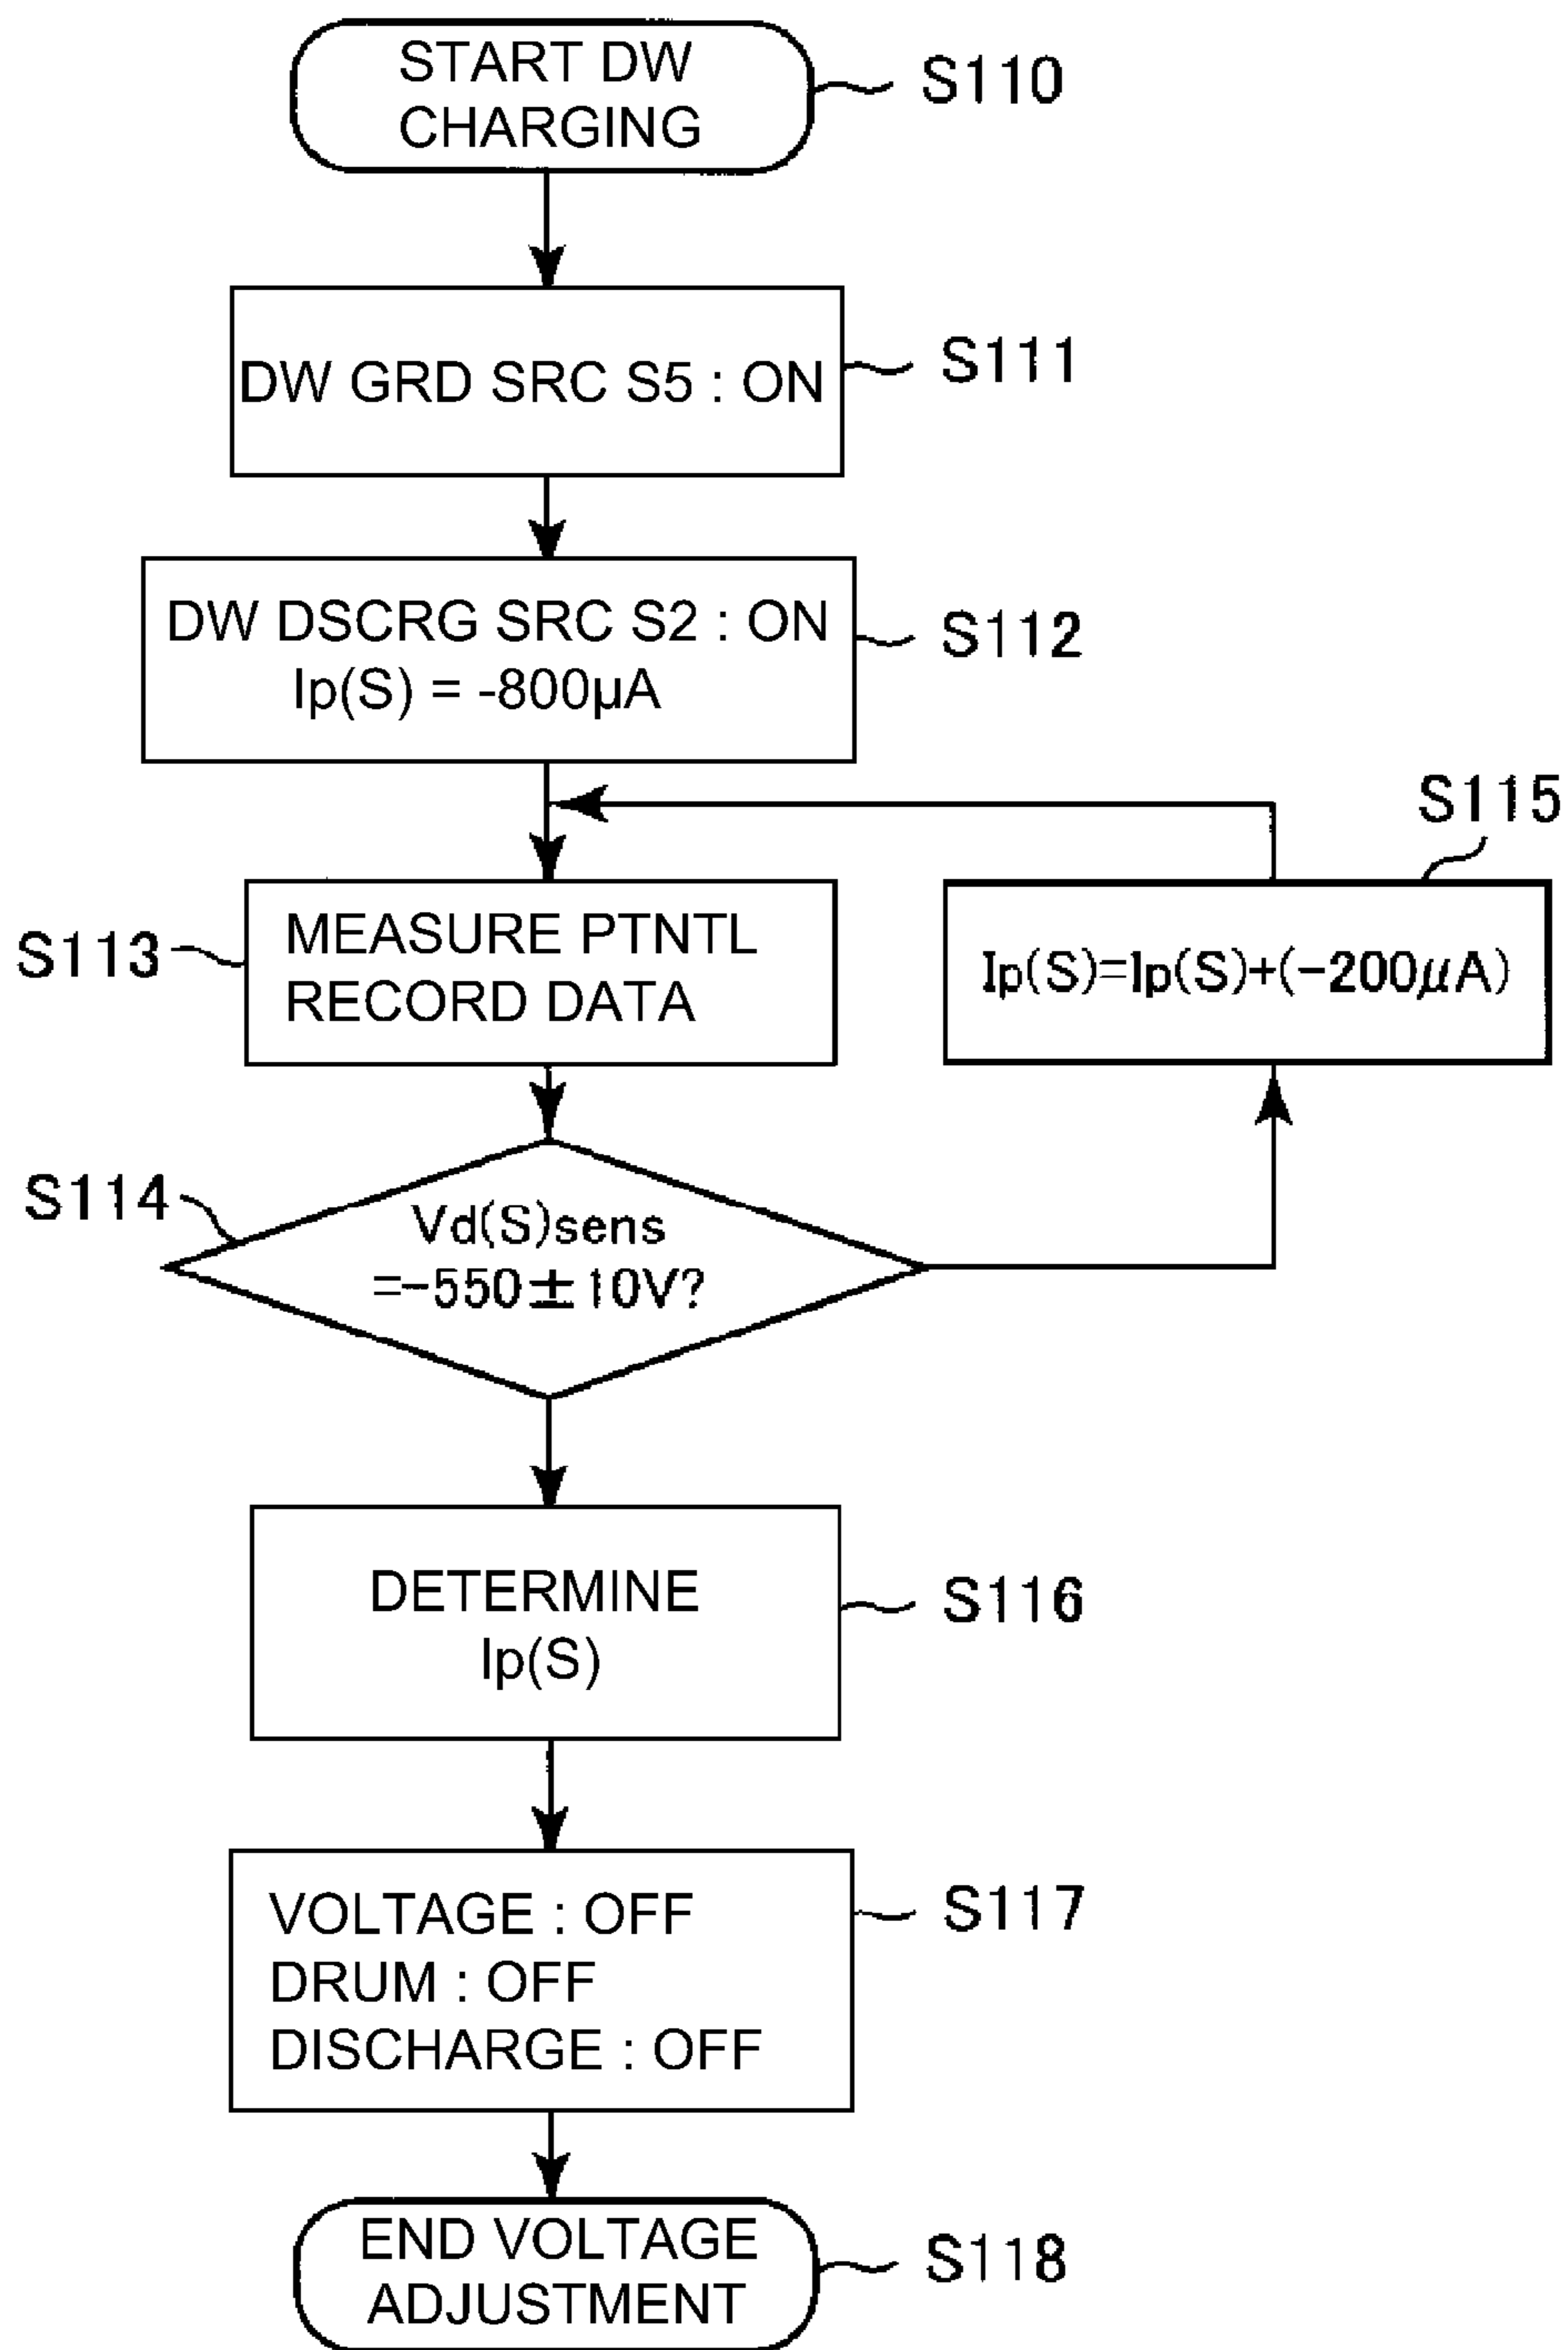 START DW
CHARGING
S110
DW GRD SRC S5 : ON
S111
DW DSCRG SRC S2 : ON
Ip(S) = -800µA
S112
S115
S113
MEASURE PTNTL
RECORD DATA
Ip(S)=Ip(S)+(-200μA)
S114
Vd(S)sens
=-550±10V?
DETERMINE
Ip(S)
S116
VOLTAGE : OFF
DRUM : OFF
DISCHARGE : OFF
S117
END VOLTAGE
ADJUSTMENT
S118